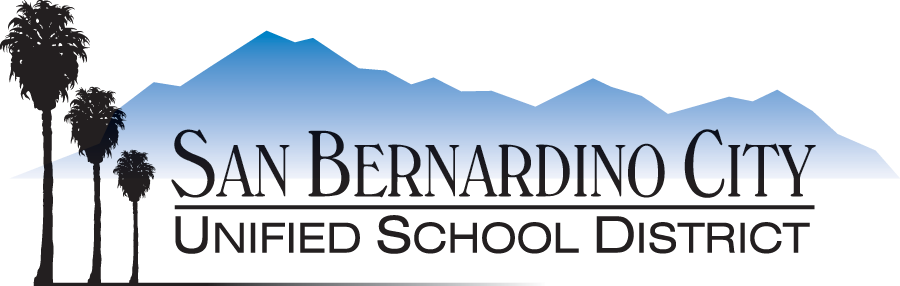 SAN BERNARDINO CITY
UNIFIED SCHOOL DISTRICT